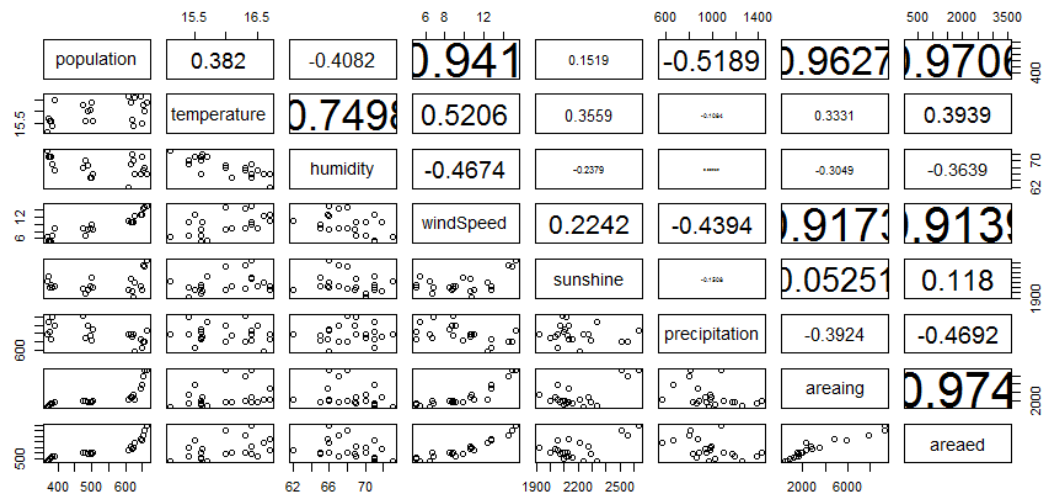 15.5 16.5 6 8 12 600 1000 1400 500 2000 3500
population 0.382 -0.4082 0.941 0.1519 -0.5189 0.9627 0.9706 400
15.5 temperature 0.7498 0.5206 0.3559 0.3331 0.3939
humidity -0.4674 -0.2379 -0.3049 -0.3639 62 70
6 12 windSpeed 0.2242 -0.4394 0.9173 0.9139
sunshine 0.05251 0.118 1900
600 precipitation -0.3924 -0.4692
areaing 0.974 2000
500 areaed
400 500 600 62 66 70 1900 2200 2500 2000 6000